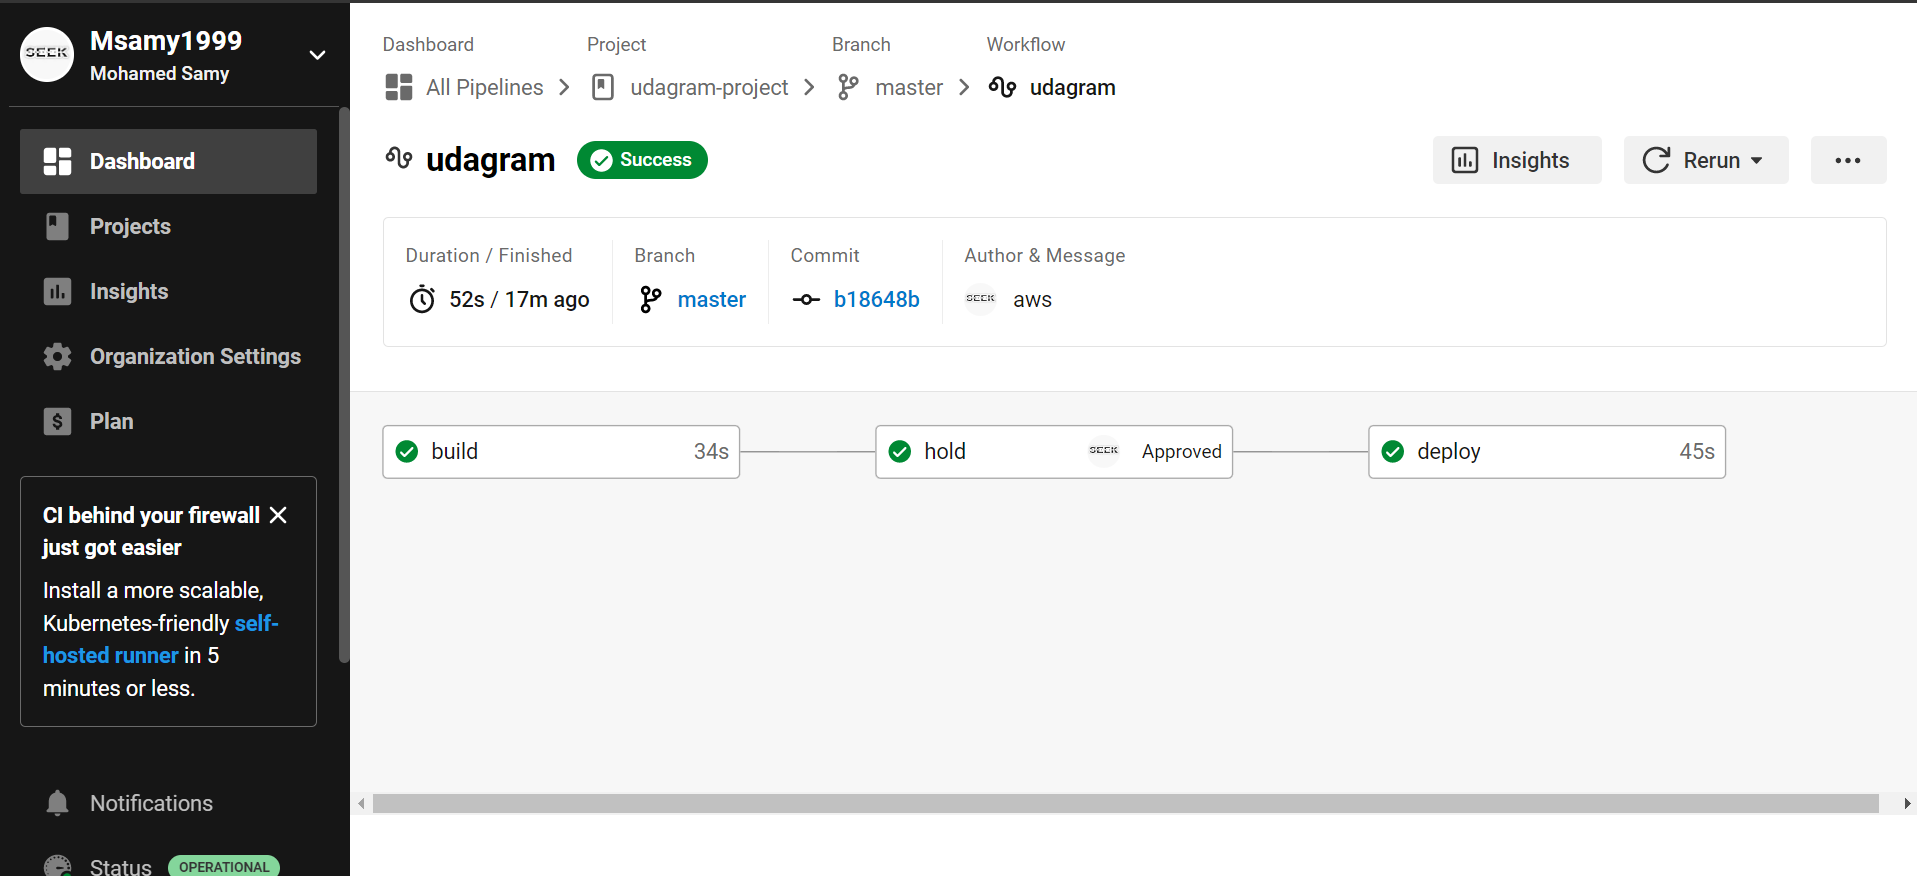 SEEK
Msamy1999
Mohamed Samy
Dashboard
Projects
Insights
Organization Settings
$ Plan
CI behind your firewall
just got easier
Install a more scalable,
Kubernetes-friendly self-
hosted runner in 5
minutes or less.
Notifications
Status OPERATIONAL
Dashboard Project Branch Workflow
All Pipelines udagram-project master udagram
udagram Success
Insights Rerun
Duration / Finished Branch Commit Author & Message
52s / 17m ago master b18648b SEEK aws
build 34s hold SEEK Approved deploy 45s